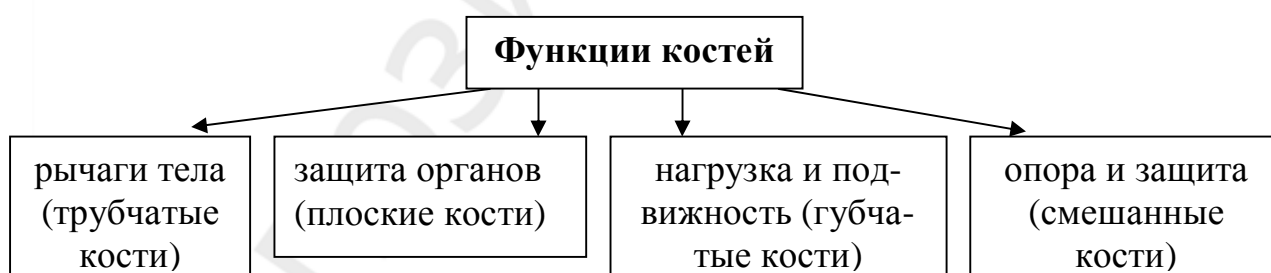 Функции костей
рычаги тела
(трубчатые
кости)
защита органов
(плоские кости)
нагрузка и под-
вижность (губча-
тые кости)
опора и защита
(смешанные
кости)